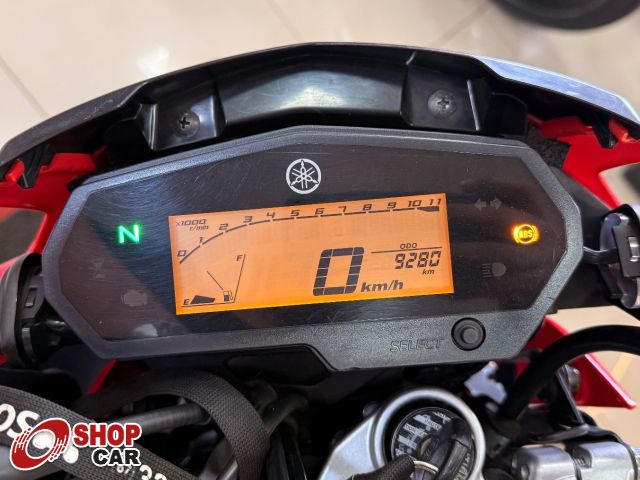 x1000
r/min
0 1 2 3 4 5 6 7 8 9 10 11
N
ABS
ODO
9280
km
F
E
0 km/h
SELECT
50
SHOP
CAR